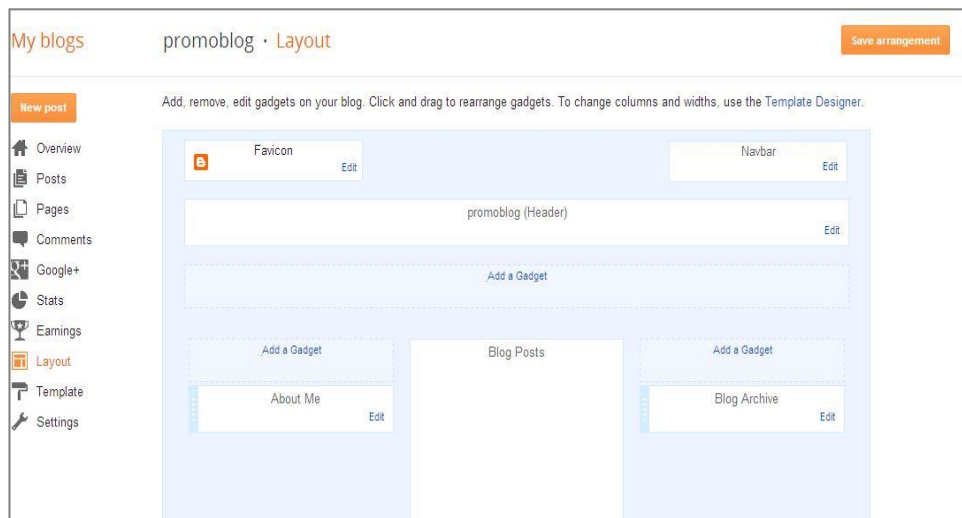 My blogs
promoblog · Layout
Save arrangement
New post
Add, remove, edit gadgets on your blog. Click and drag to rearrange gadgets. To change columns and widths, use the Template Designer.
Overview
Posts
Pages
Comments
Google+
Stats
Earnings
Layout
Template
Settings
Favicon
Edit
Navbar
Edit
promoblog (Header)
Edit
Add a Gadget
Add a Gadget
About Me
Edit
Blog Posts
Add a Gadget
Blog Archive
Edit